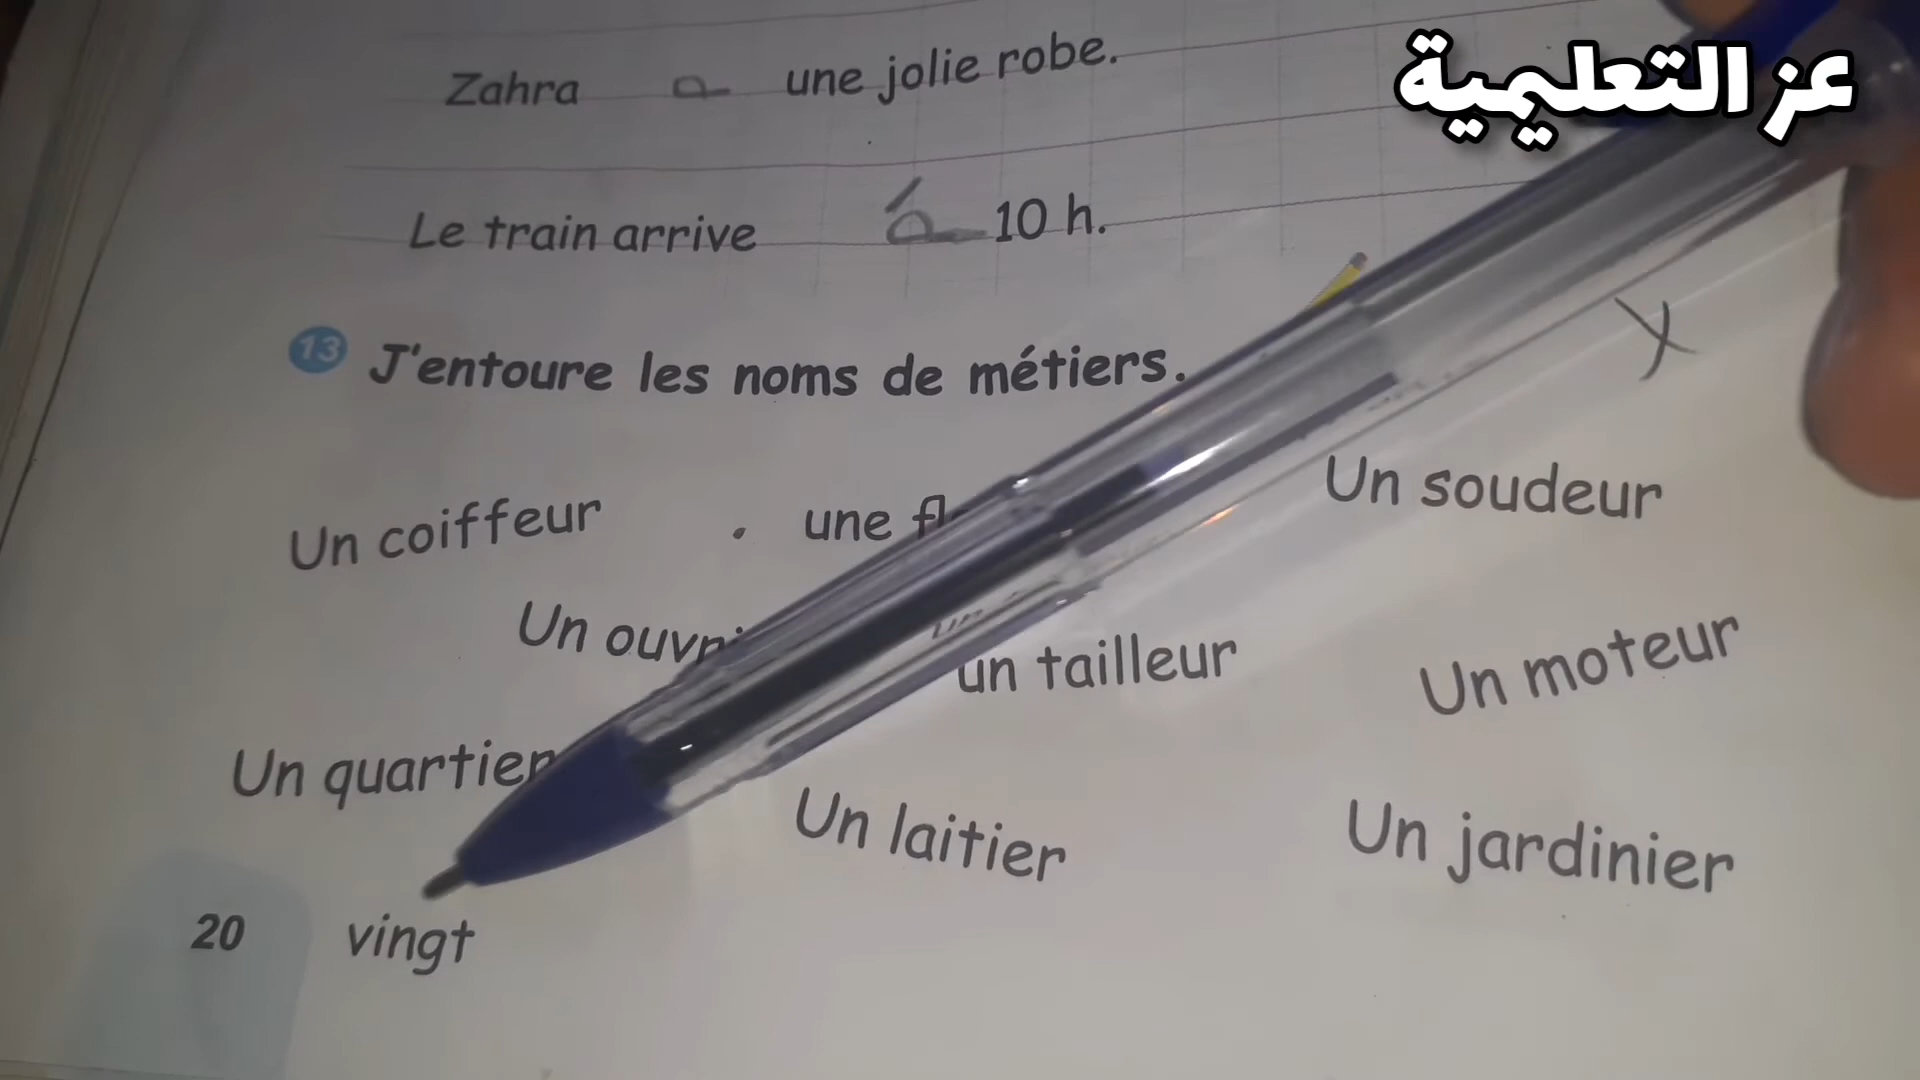 عز التعليمية
Zahra a une jolie robe.
Le train arrive à 10 h.
13 J'entoure les noms de métiers.
Un coiffeur une Un soudeur
Un un tailleur Un moteur
Un quartier Un laitier Un jardinier
20 vingt